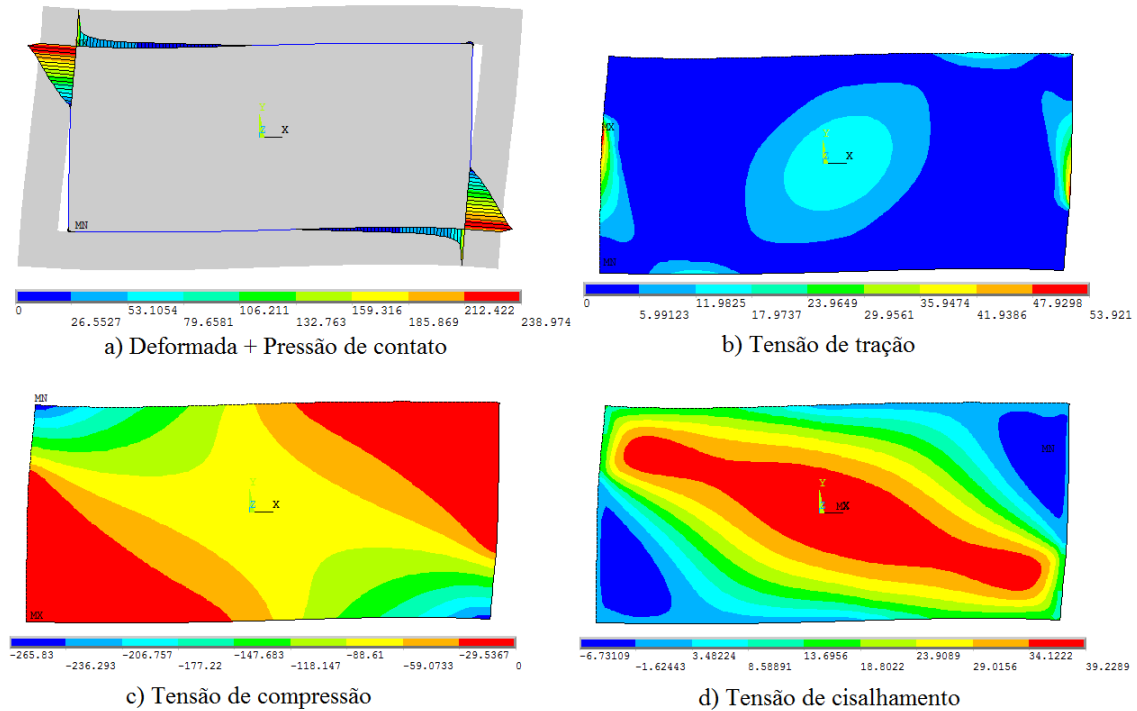 Y
Z X
MN
0 53.1054 106.211 159.316 212.422
26.5527 79.6581 132.763 185.869 238.974
a) Deformada + Pressão de contato
MX
Y
Z X
MN
0 11.9825 23.9649 35.9474 47.9298
5.99123 17.9737 29.9561 41.9386 53.921
b) Tensão de tração
MN
Y
Z X
MX
-265.83 -206.757 -147.683 -88.61 -29.5367
-236.293 -177.22 -118.147 -59.0733 0
c) Tensão de compressão
MN
Y
Z MX
-6.73109 3.48224 13.6956 23.9089 34.1222
-1.62443 8.58891 18.8022 29.0156 39.2289
d) Tensão de cisalhamento